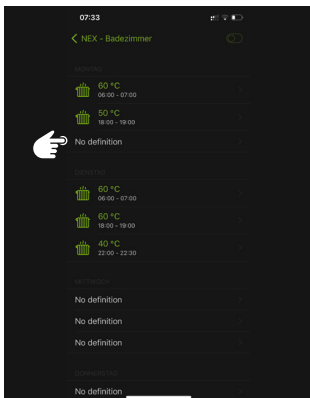 07:33
NEX - Badezimmer
MONTAG
60 °C
06:00 - 07:00
50 °C
18:00 - 19:00
No definition
DIENSTAG
60 °C
06:00 - 07:00
60 °C
18:00 - 19:00
40 °C
22:00 - 22:30
MITTWOCH
No definition
No definition
No definition
DONNERSTAG
No definition